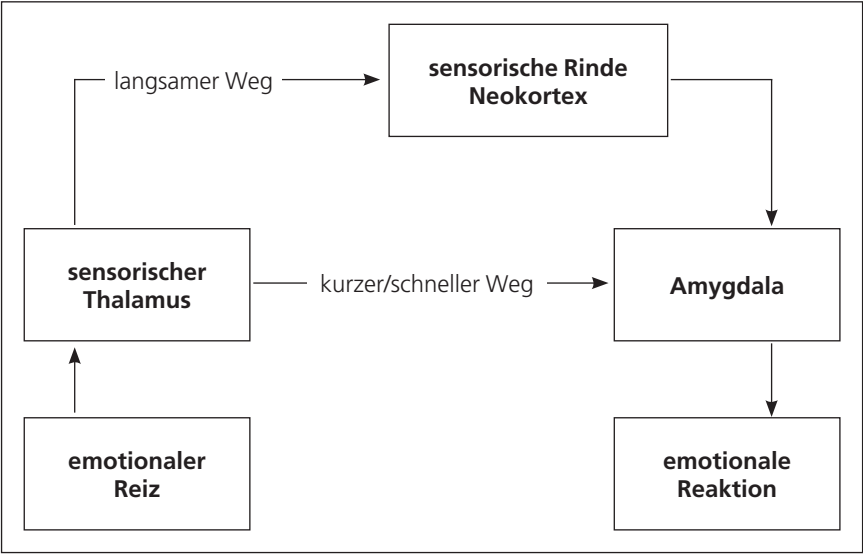 langsamer Weg
sensorische Rinde
Neokortex
sensorischer
Thalamus
kurzer/schneller Weg
Amygdala
emotionaler
Reiz
emotionale
Reaktion